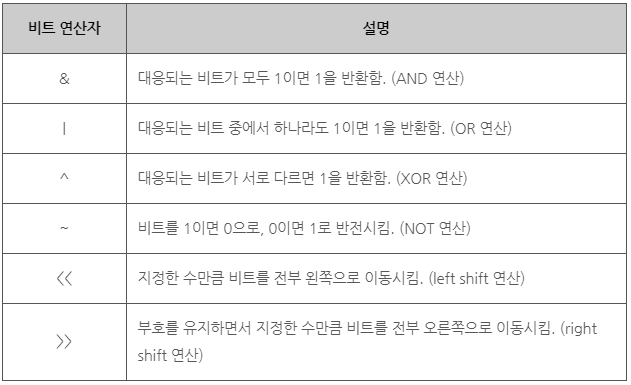 비트 연산자 설명
& 대응되는 비트가 모두 1이면 1을 반환함. (AND 연산)
| 대응되는 비트 중에서 하나라도 1이면 1을 반환함. (OR 연산)
^ 대응되는 비트가 서로 다르면 1을 반환함. (XOR 연산)
~ 비트를 1이면 0으로, 0이면 1로 반전시킴. (NOT 연산)
<< 지정한 수만큼 비트를 전부 왼쪽으로 이동시킴. (left shift 연산)
>> 부호를 유지하면서 지정한 수만큼 비트를 전부 오른쪽으로 이동시킴. (right
shift 연산)